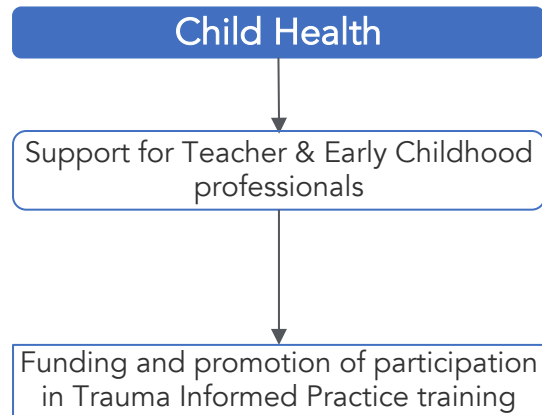 Child Health
Support for Teacher & Early Childhood
professionals
Funding and promotion of participation
in Trauma Informed Practice training